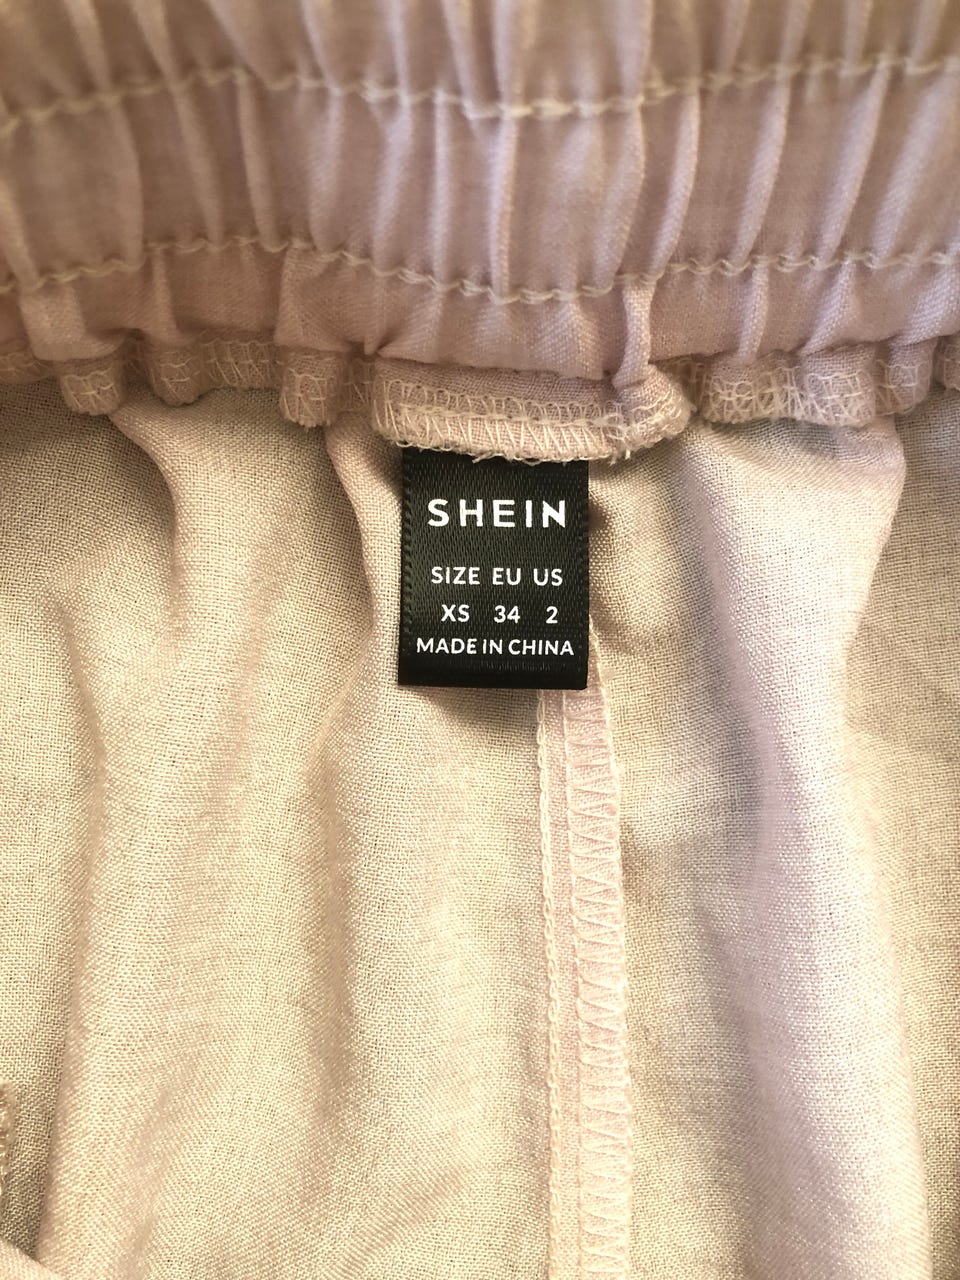 SHEIN
SIZE EU US
XS 34 2
MADE IN CHINA